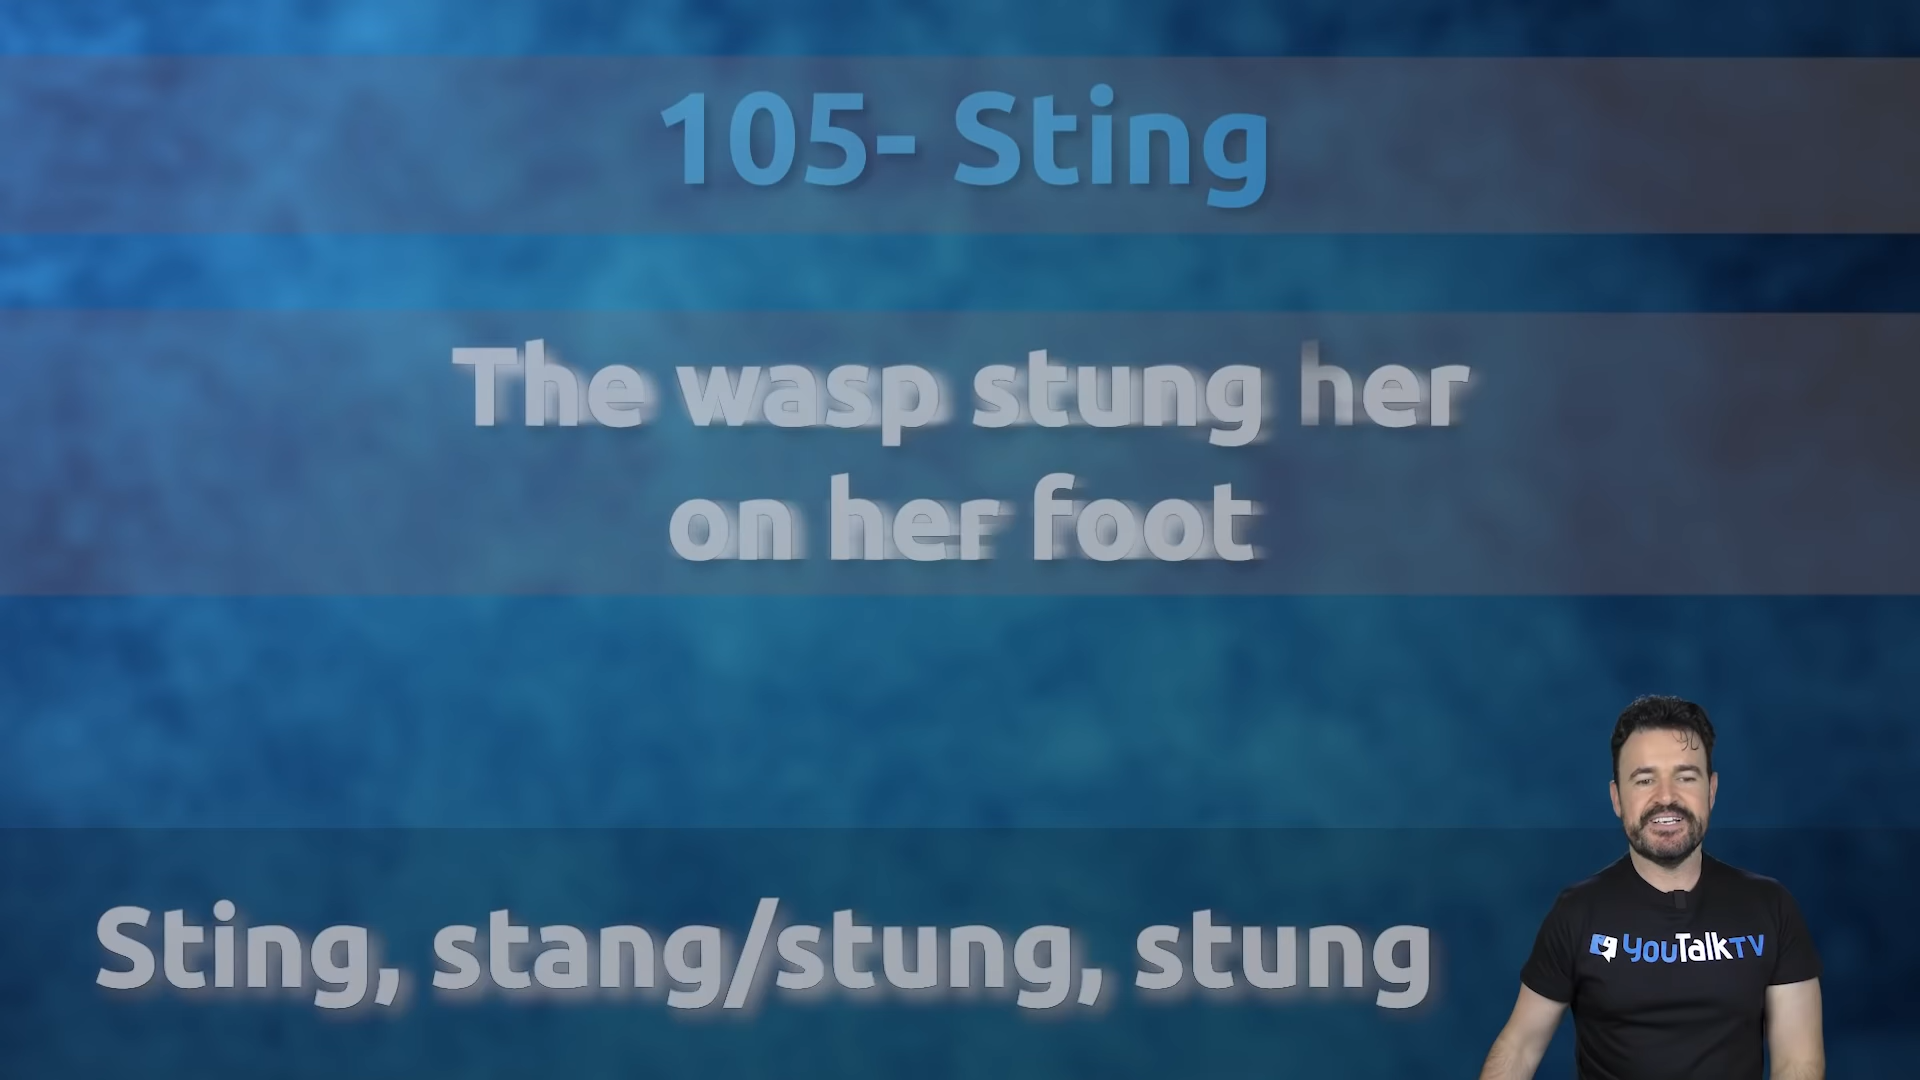 105- Sting
The wasp stung her
on her foot
Sting, stang/stung, stung
YouTalkTV